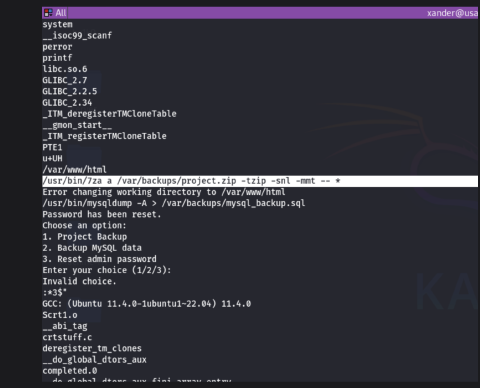 All
xander@usa
system
__isoc99_scanf
perror
printf
libc.so.6
GLIBC_2.7
GLIBC_2.2.5
GLIBC_2.34
_ITM_deregisterTMCloneTable
__gmon_start__
_ITM_registerTMCloneTable
PTE1
u+UH
/var/www/html
/usr/bin/7za a /var/backups/project.zip -tzip -snl -mmt -- *
Error changing working directory to /var/www/html
/usr/bin/mysqldump -A > /var/backups/mysql_backup.sql
Password has been reset.
Choose an option:
1. Project Backup
2. Backup MySQL data
3. Reset admin password
Enter your choice (1/2/3):
Invalid choice.
:*3$"
GCC: (Ubuntu 11.4.0-1ubuntu1~22.04) 11.4.0
Scrt1.o
__abi_tag
crtstuff.c
deregister_tm_clones
__do_global_dtors_aux
completed.0
__do_global_dtors_aux_fini_array_entry
KA